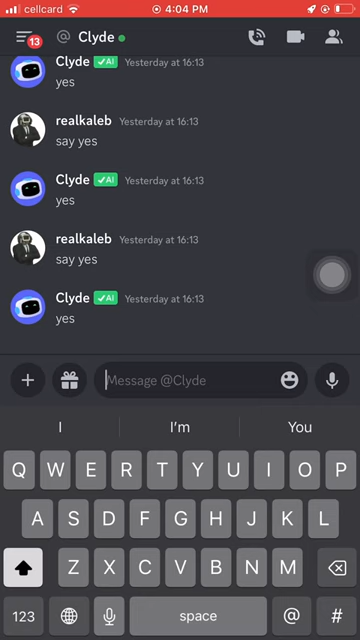 cellcard 4:04 PM
13 @ Clyde
Clyde ✓AI Yesterday at 16:13
yes
realkaleb Yesterday at 16:13
say yes
Clyde ✓AI Yesterday at 16:13
yes
realkaleb Yesterday at 16:13
say yes
Clyde ✓AI Yesterday at 16:13
yes
Message @Clyde
I I'm You
Q W E R T Y U I O P
A S D F G H J K L
Z X C V B N M
123 space @ #